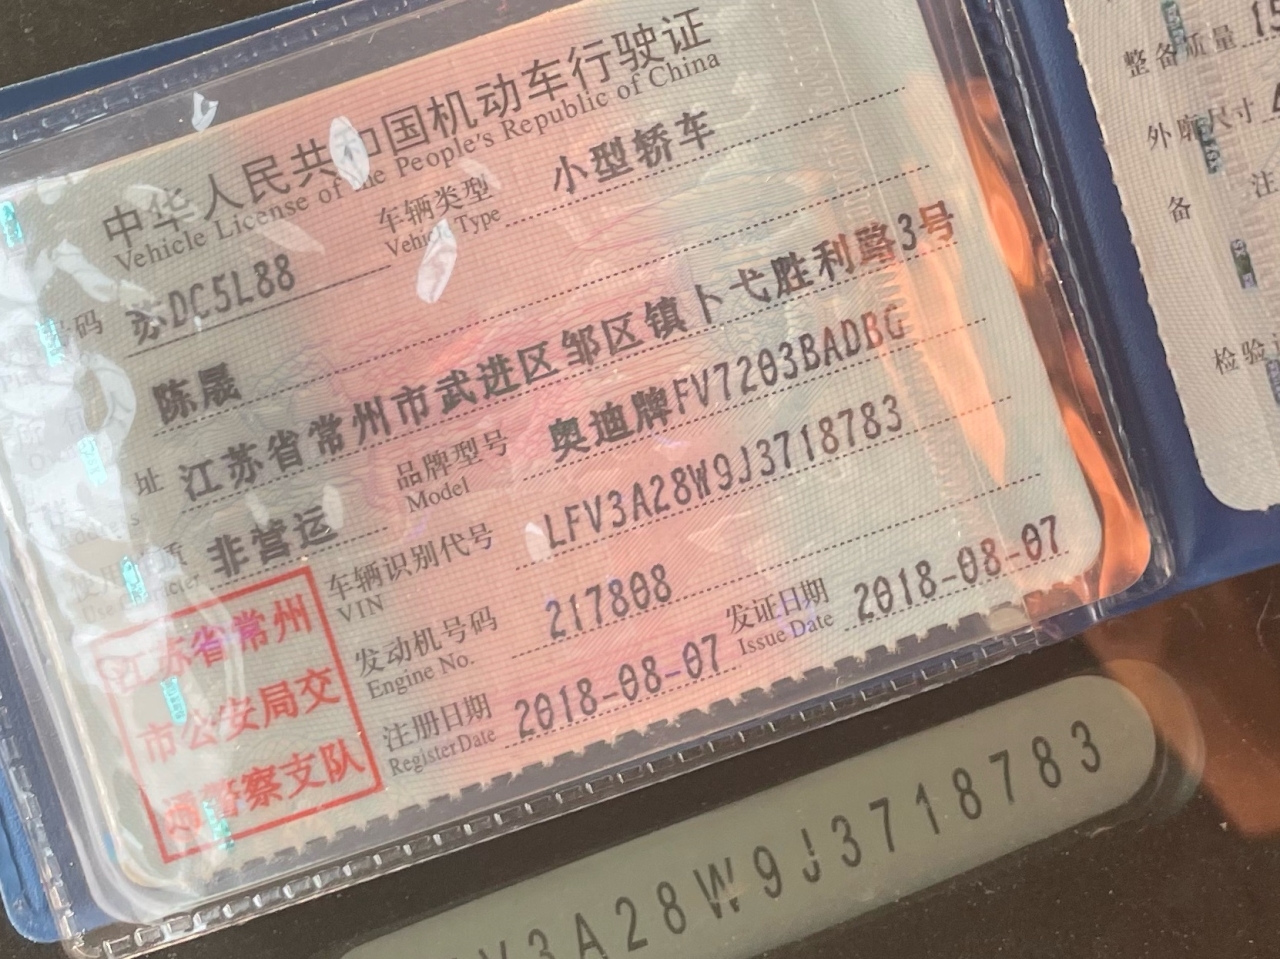 中华人民共和国机动车行驶证
Vehicle License of the People's Republic of China
号码 苏DC5L88 车辆类型 Vehicle Type 小型轿车
陈晟
址 江苏省常州市武进区邹区镇卜弋胜利路3号
质 非营运 品牌型号 Model 奥迪牌FV7203BADBG
车辆识别代号 VIN LFV3A28W9J3718783
发动机号码 Engine No. 217808
注册日期 Register Date 2018-08-07 发证日期 Issue Date 2018-08-07
江苏省常州
市公安局交
通警察支队
V3A28W9J3718783
整备质量 15
外廓尺寸
备 注
检验